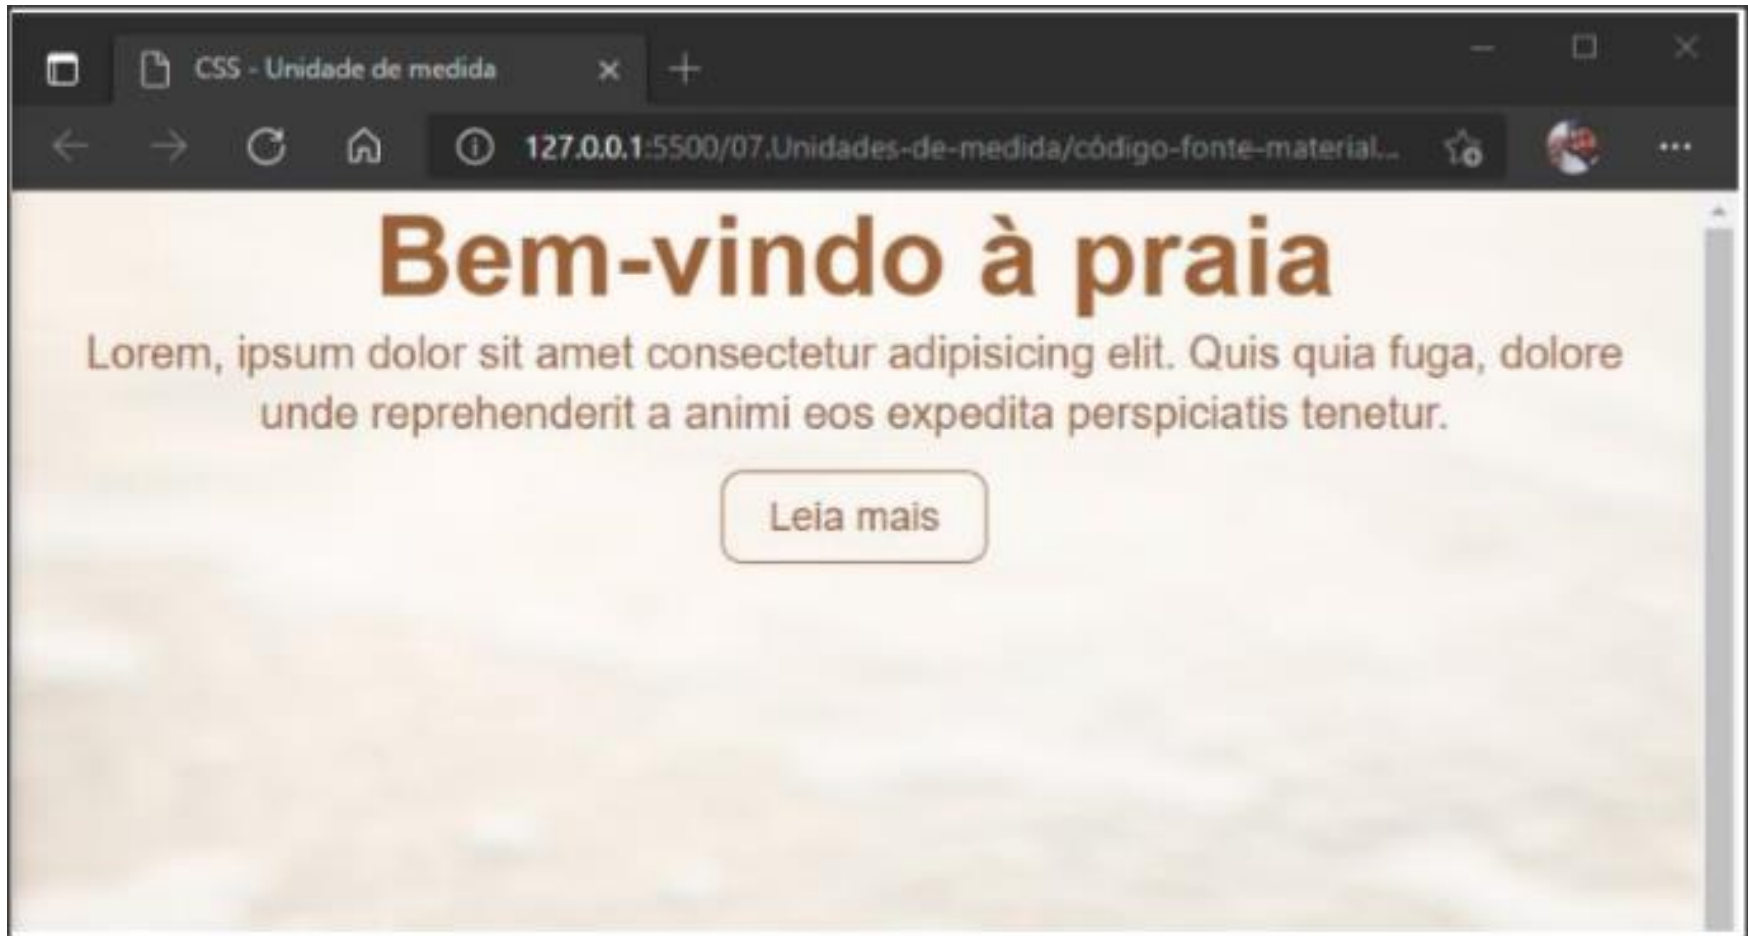 CSS - Unidade de medida
127.0.0.1:5500/07.Unidades-de-medida/código-fonte-material...
Bem-vindo à praia
Lorem, ipsum dolor sit amet consectetur adipisicing elit. Quis quia fuga, dolore
unde reprehenderit a animi eos expedita perspiciatis tenetur.
Leia mais